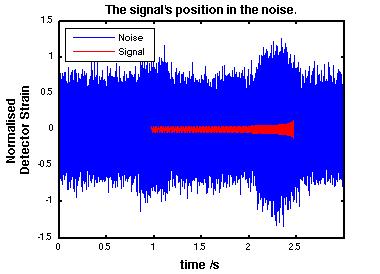 The signal's position in the noise.
1.5
Noise
Signal
1
0.5
0
-0.5
-1
-1.5
Normalised
Detector Strain
0 0.5 1 1.5 2 2.5
time /s